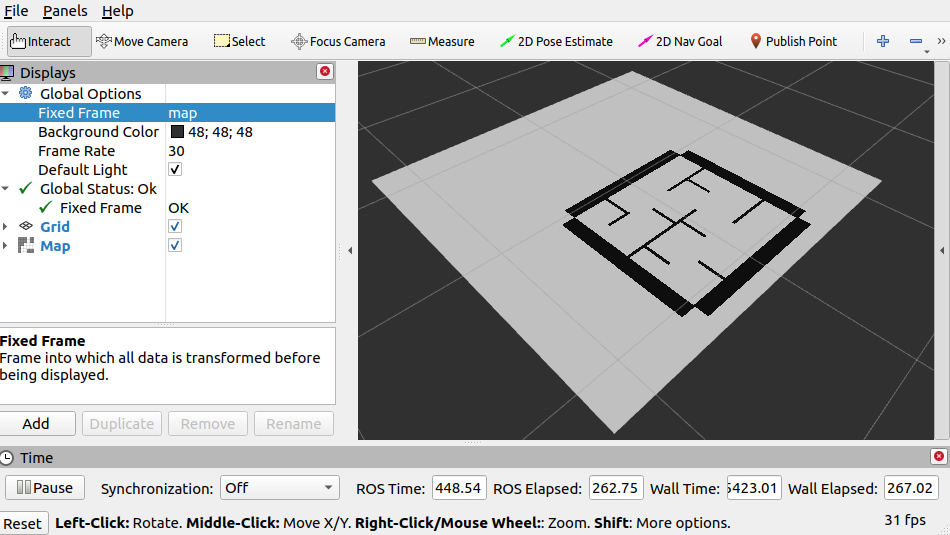 File Panels Help
Interact Move Camera Select Focus Camera Measure 2D Pose Estimate 2D Nav Goal Publish Point
Displays
Global Options
Fixed Frame map
Background Color 48; 48; 48
Frame Rate 30
Default Light
Global Status: Ok
Fixed Frame OK
Grid
Map
Fixed Frame
Frame into which all data is transformed before
being displayed.
Add Duplicate Remove Rename
Time
Pause Synchronization: Off ROS Time: 448.54 ROS Elapsed: 262.75 Wall Time: 5423.01 Wall Elapsed: 267.02
Reset Left-Click: Rotate. Middle-Click: Move X/Y. Right-Click/Mouse Wheel:: Zoom. Shift: More options. 31 fps